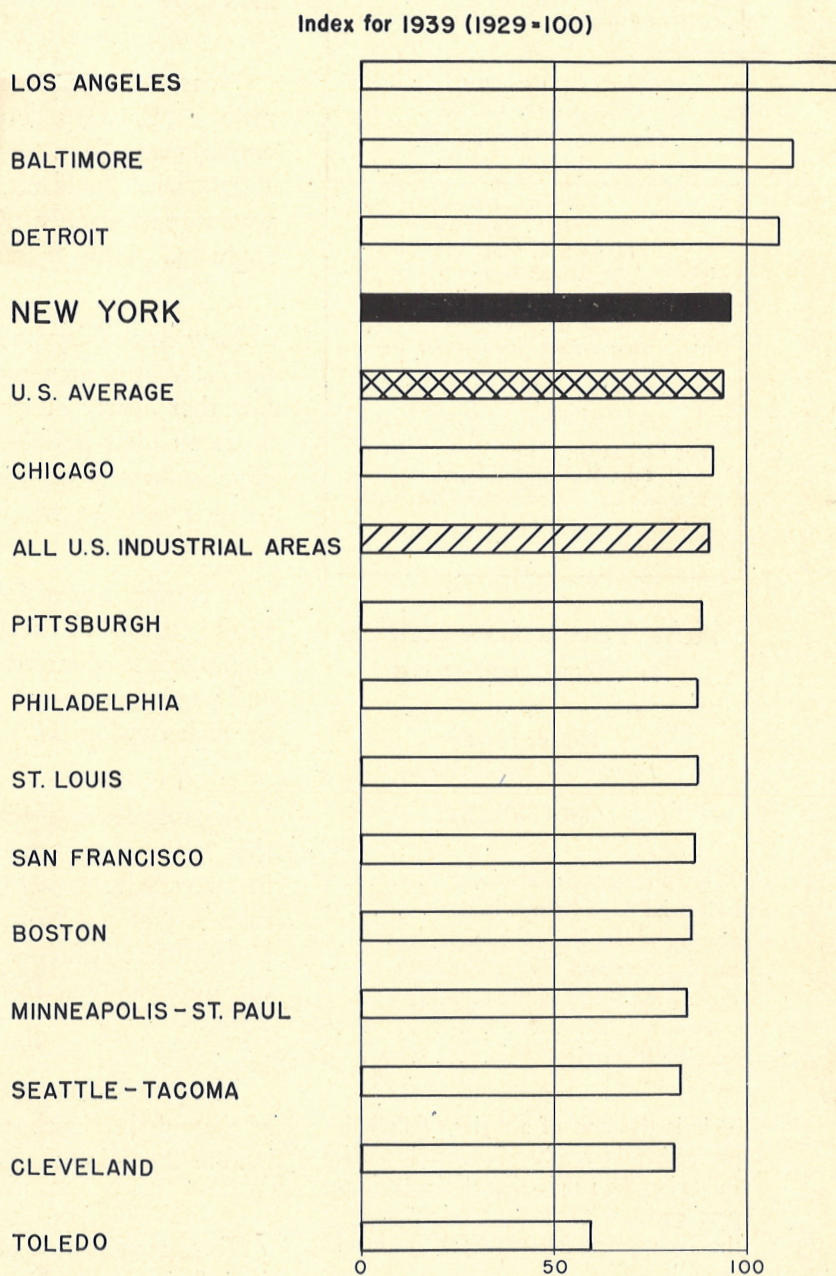 Index for 1939 (1929=100)
LOS ANGELES
BALTIMORE
DETROIT
NEW YORK
U.S. AVERAGE
CHICAGO
ALL U.S. INDUSTRIAL AREAS
PITTSBURGH
PHILADELPHIA
ST. LOUIS
SAN FRANCISCO
BOSTON
MINNEAPOLIS-ST. PAUL
SEATTLE-TACOMA
CLEVELAND
TOLEDO
0 50 100